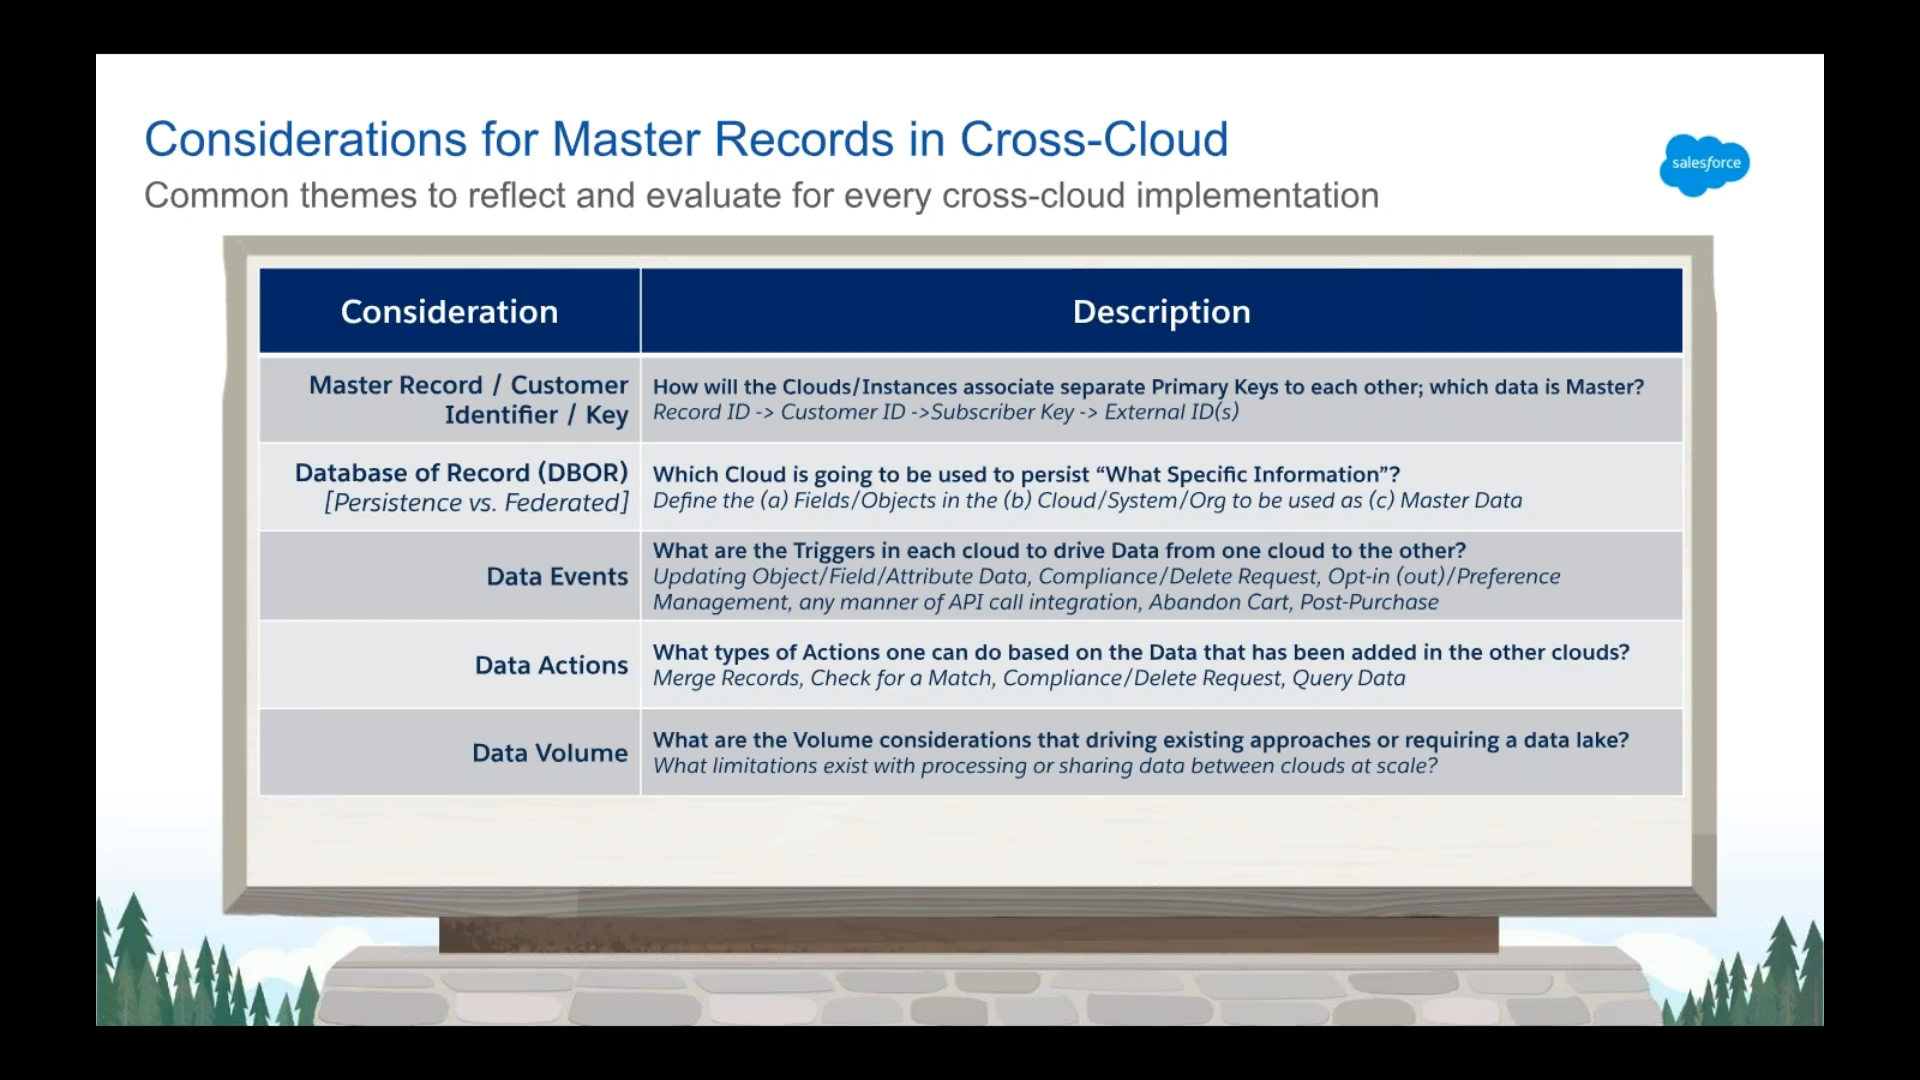 Considerations for Master Records in Cross-Cloud
Common themes to reflect and evaluate for every cross-cloud implementation
salesforce
Consideration
Description
Master Record / Customer
Identifier / Key
How will the Clouds/Instances associate separate Primary Keys to each other; which data is Master?
Record ID -> Customer ID ->Subscriber Key -> External ID(s)
Database of Record (DBOR)
[Persistence vs. Federated]
Which Cloud is going to be used to persist “What Specific Information”?
Define the (a) Fields/Objects in the (b) Cloud/System/Org to be used as (c) Master Data
Data Events
What are the Triggers in each cloud to drive Data from one cloud to the other?
Updating Object/Field/Attribute Data, Compliance/Delete Request, Opt-in (out)/Preference
Management, any manner of API call integration, Abandon Cart, Post-Purchase
Data Actions
What types of Actions one can do based on the Data that has been added in the other clouds?
Merge Records, Check for a Match, Compliance/Delete Request, Query Data
Data Volume
What are the Volume considerations that driving existing approaches or requiring a data lake?
What limitations exist with processing or sharing data between clouds at scale?